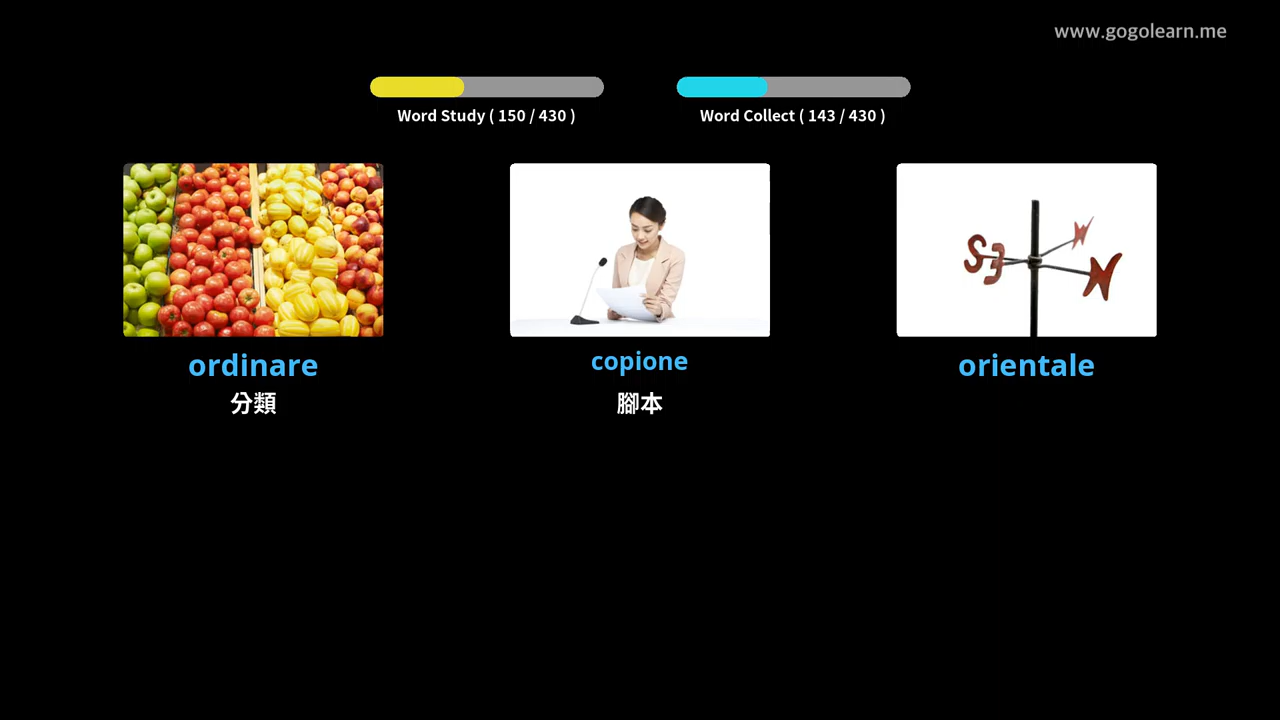 www.gogolearn.me
Word Study ( 150 / 430 )
Word Collect ( 143 / 430 )
ordinare
分類
copione
腳本
orientale